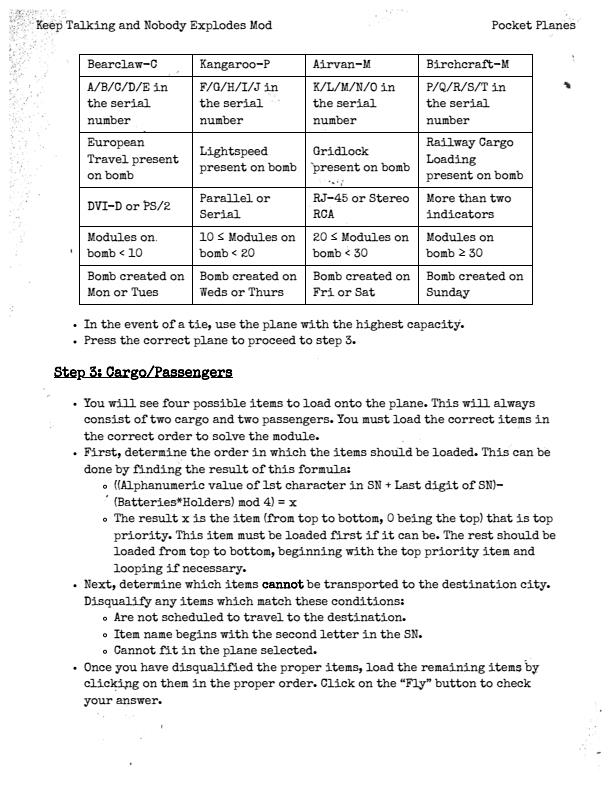 Keep Talking and Nobody Explodes Mod Pocket Planes
Bearclaw-C Kangaroo-P Airvan-M Birchcraft-M
A/B/C/D/E in F/G/H/I/J in K/L/M/N/O in P/Q/R/S/T in
the serial the serial the serial the serial
number number number number
European Travel present on bomb
Lightspeed present on bomb
Gridlock present on bomb
Railway Cargo Loading present on bomb
DVI-D or PS/2
Parallel or Serial
RJ-45 or Stereo RCA
More than two indicators
Modules on bomb < 10
10 ≤ Modules on bomb < 20
20 ≤ Modules on bomb < 30
Modules on bomb ≥ 30
Bomb created on Mon or Tues
Bomb created on Weds or Thurs
Bomb created on Fri or Sat
Bomb created on Sunday
• In the event of a tie, use the plane with the highest capacity.
• Press the correct plane to proceed to step 3.
Step 3: Cargo/Passengers
• You will see four possible items to load onto the plane. This will always
consist of two cargo and two passengers. You must load the correct items in
the correct order to solve the module.
• First, determine the order in which the items should be loaded. This can be
done by finding the result of this formula:
◦ ((Alphanumeric value of 1st character in SN + Last digit of SN)-
(Batteries*Holders) mod 4) = x
◦ The result x is the item (from top to bottom, 0 being the top) that is top
priority. This item must be loaded first if it can be. The rest should be
loaded from top to bottom, beginning with the top priority item and
looping if necessary.
• Next, determine which items cannot be transported to the destination city.
Disqualify any items which match these conditions:
◦ Are not scheduled to travel to the destination.
◦ Item name begins with the second letter in the SN.
◦ Cannot fit in the plane selected.
• Once you have disqualified the proper items, load the remaining items by
clicking on them in the proper order. Click on the “Fly” button to check
your answer.